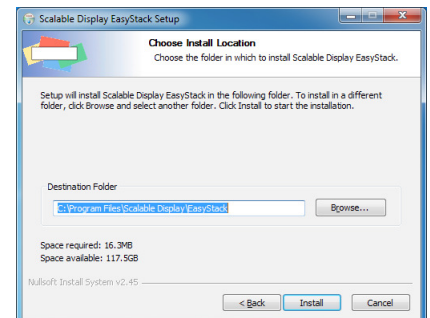 Scalable Display EasyStack Setup
Choose Install Location
Choose the folder in which to install Scalable Display EasyStack.
Setup will install Scalable Display EasyStack in the following folder. To install in a different
folder, click Browse and select another folder. Click Install to start the installation.
Destination Folder
C:\Program Files\Scalable Display\EasyStack
Browse...
Space required: 16.3MB
Space available: 117.5GB
Nullsoft Install System v2.45
< Back Install Cancel